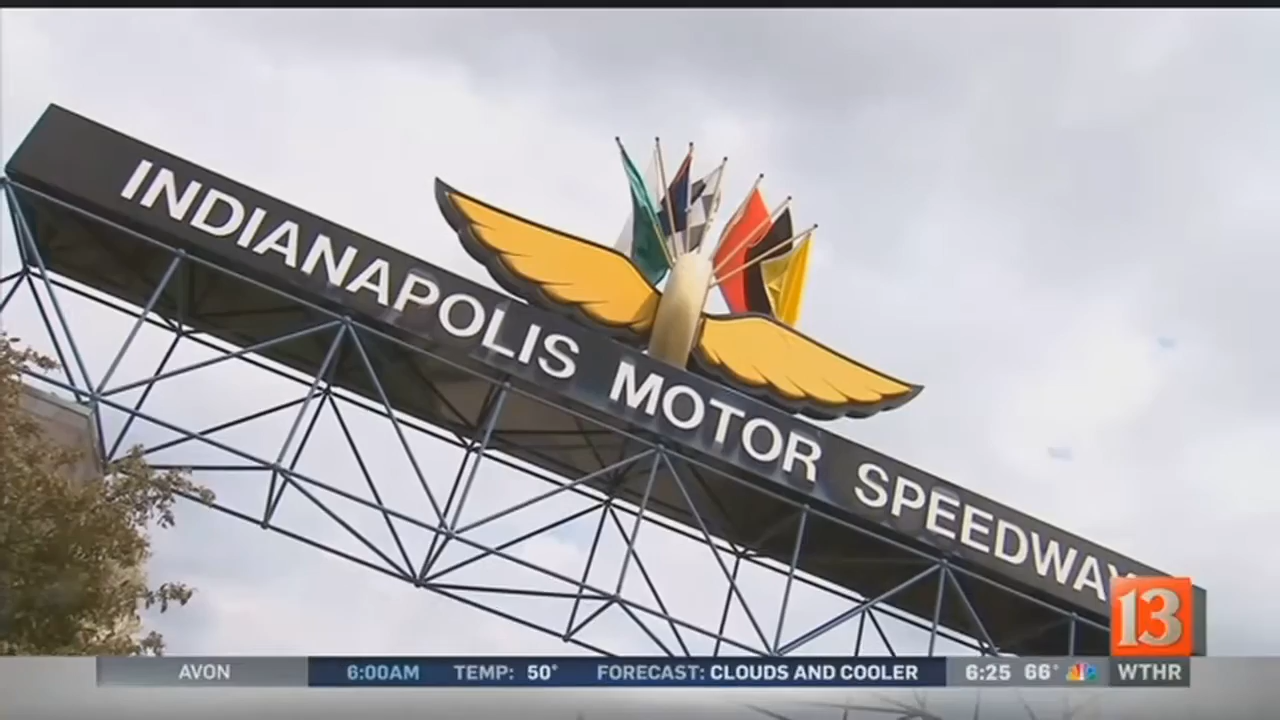 INDIANAPOLIS MOTOR SPEEDWAY
13
AVON 6:00AM TEMP: 50° FORECAST: CLOUDS AND COOLER 6:25 66° WTHR